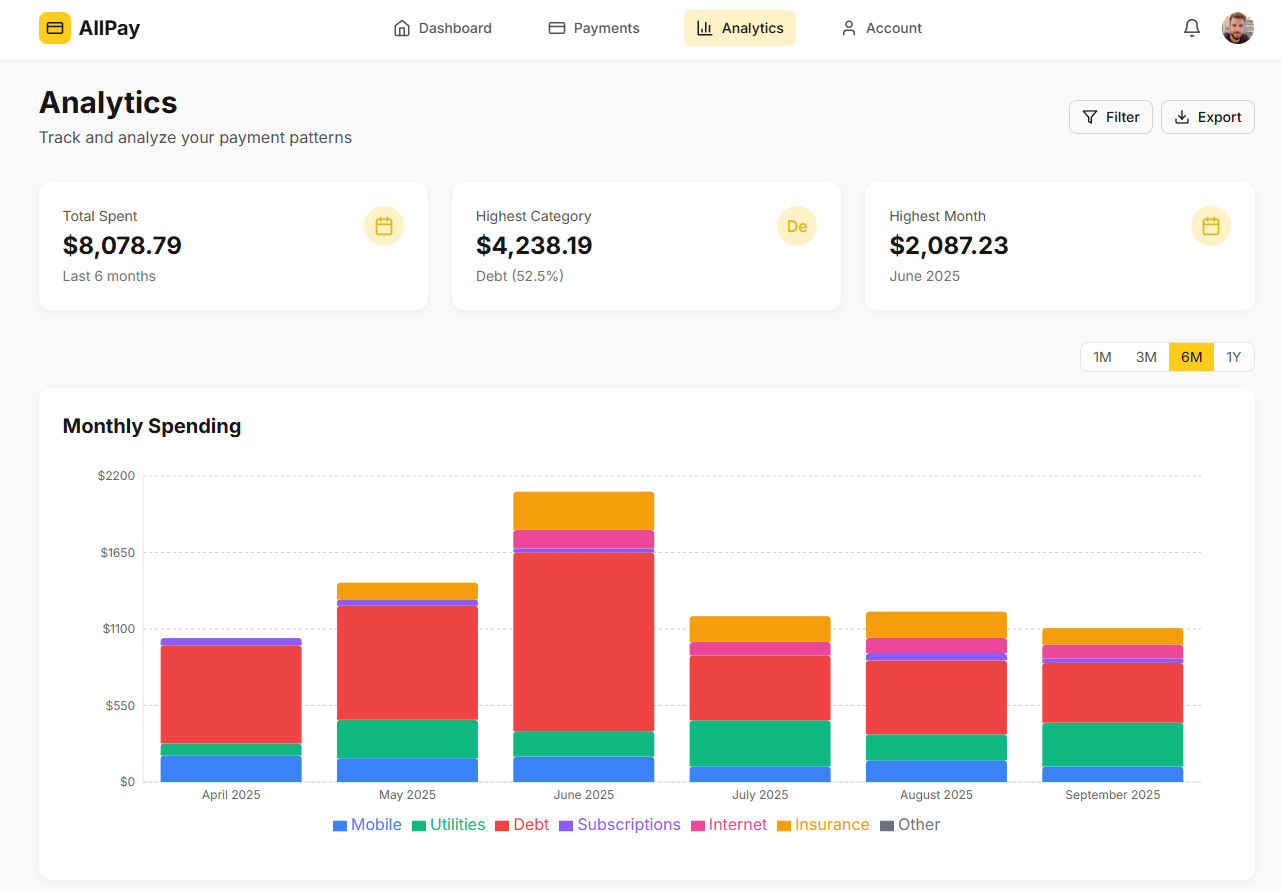 AllPay
Dashboard
Payments
Analytics
Account
Analytics
Track and analyze your payment patterns
Filter
Export
Total Spent
$8,078.79
Last 6 months
Highest Category
$4,238.19
Debt (52.5%)
De
Highest Month
$2,087.23
June 2025
1M 3M 6M 1Y
Monthly Spending
$2200
$1650
$1100
$550
$0
April 2025 May 2025 June 2025 July 2025 August 2025 September 2025
Mobile Utilities Debt Subscriptions Internet Insurance Other